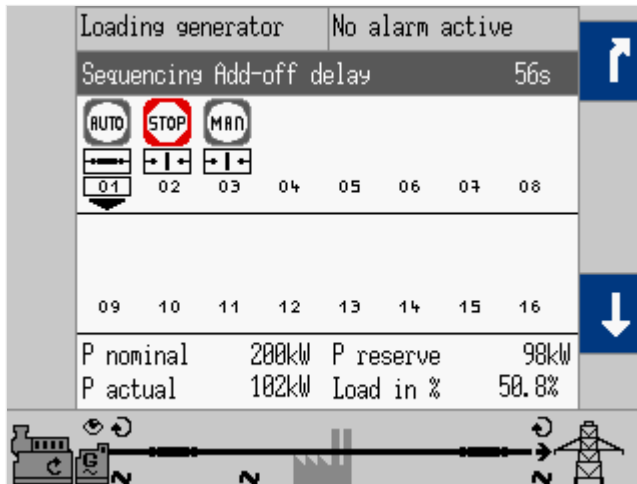 Loading generator No alarm active
Sequencing Add-off delay 56s
AUTO STOP MAN
01 02 03 04 05 06 07 08
09 10 11 12 13 14 15 16
P nominal 200kW P reserve 98kW
P actual 102kW Load in % 50.8%
G